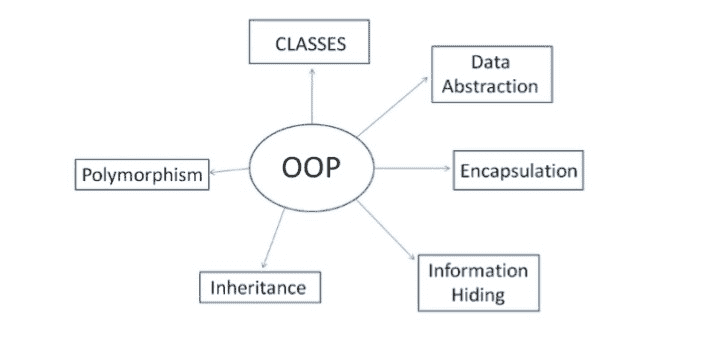 CLASSES
Data
Abstraction
OOP
Polymorphism
Encapsulation
Inheritance
Information
Hiding